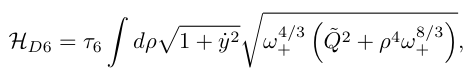 $\mathcal{H}_{D6} = \tau_6 \int d\rho \sqrt{1 + \dot{y}^2} \sqrt{\omega_+^{4/3} \left( \tilde{Q}^2 + \rho^4 \omega_+^{8/3} \right)},$